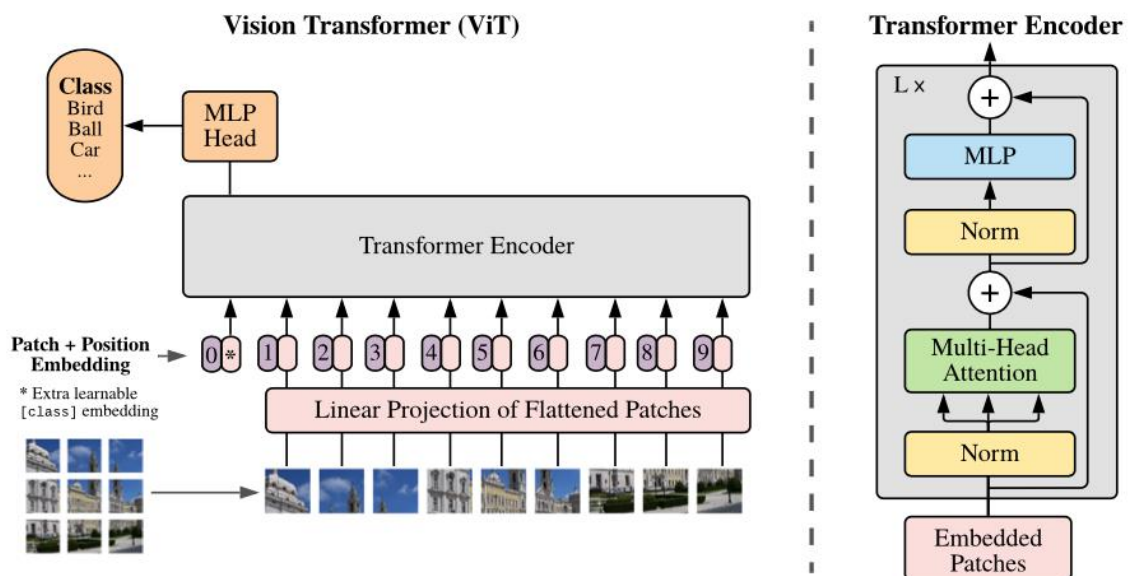 Vision Transformer (ViT)
Class
Bird
Ball
Car
...
MLP
Head
Transformer Encoder
Patch + Position
Embedding
* Extra learnable
[class] embedding
0 * 1 2 3 4 5 6 7 8 9
Linear Projection of Flattened Patches
Transformer Encoder
L ×
+
MLP
Norm
+
Multi-Head
Attention
Norm
Embedded
Patches